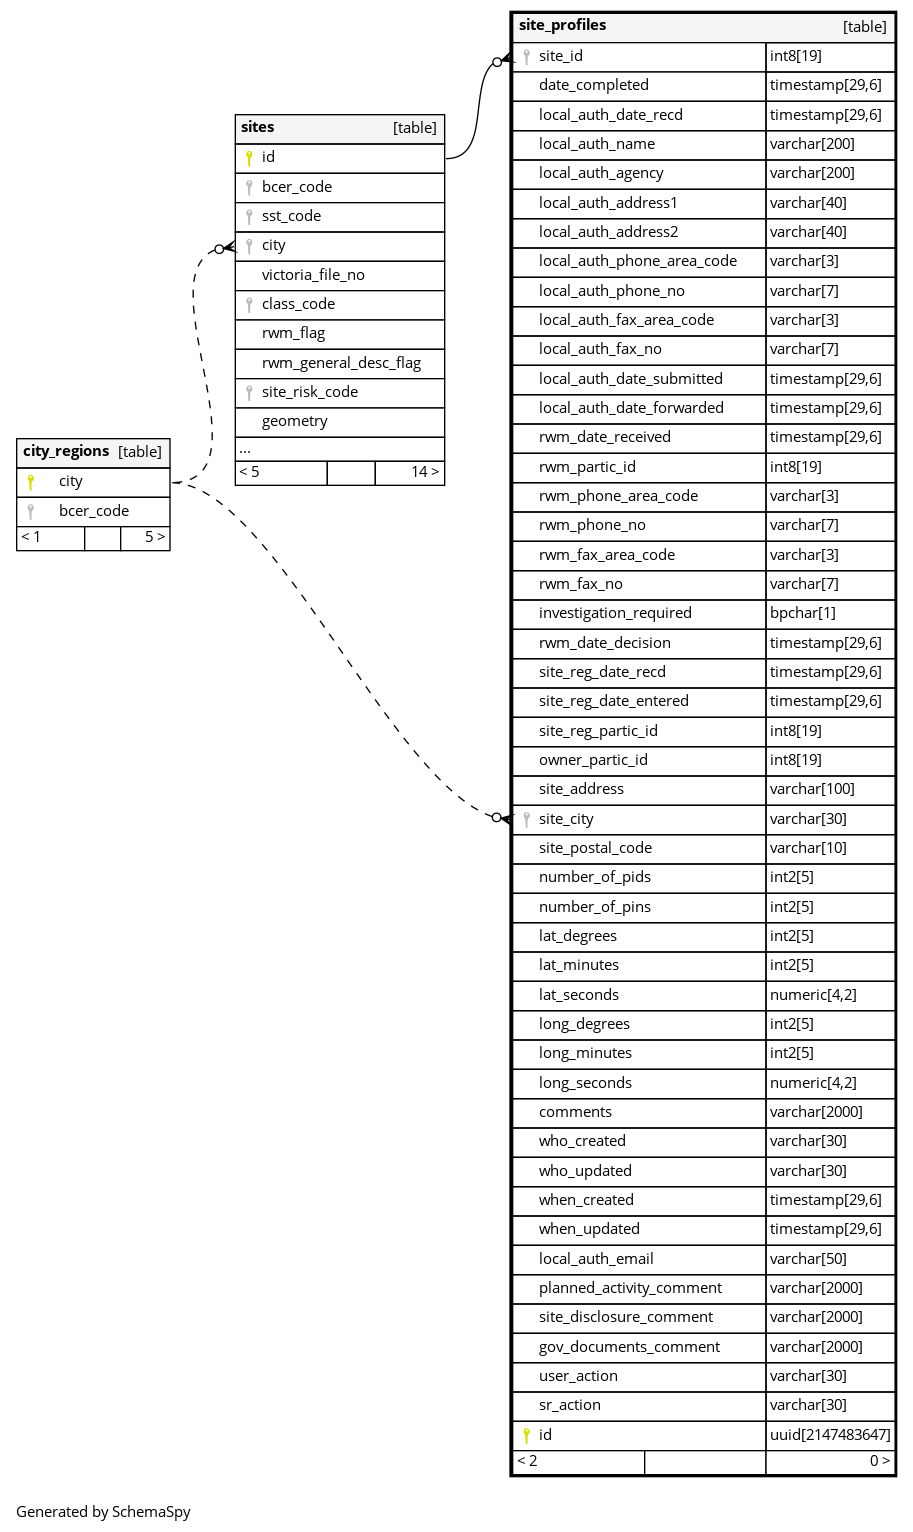 site_profiles [table]
site_id int8[19]
date_completed timestamp[29,6]
local_auth_date_recd timestamp[29,6]
local_auth_name varchar[200]
local_auth_agency varchar[200]
local_auth_address1 varchar[40]
local_auth_address2 varchar[40]
local_auth_phone_area_code varchar[3]
local_auth_phone_no varchar[7]
local_auth_fax_area_code varchar[3]
local_auth_fax_no varchar[7]
local_auth_date_submitted timestamp[29,6]
local_auth_date_forwarded timestamp[29,6]
rwm_date_received timestamp[29,6]
rwm_partic_id int8[19]
rwm_phone_area_code varchar[3]
rwm_phone_no varchar[7]
rwm_fax_area_code varchar[3]
rwm_fax_no varchar[7]
investigation_required bpchar[1]
rwm_date_decision timestamp[29,6]
site_reg_date_recd timestamp[29,6]
site_reg_date_entered timestamp[29,6]
site_reg_partic_id int8[19]
owner_partic_id int8[19]
site_address varchar[100]
site_city varchar[30]
site_postal_code varchar[10]
number_of_pids int2[5]
number_of_pins int2[5]
lat_degrees int2[5]
lat_minutes int2[5]
lat_seconds numeric[4,2]
long_degrees int2[5]
long_minutes int2[5]
long_seconds numeric[4,2]
comments varchar[2000]
who_created varchar[30]
who_updated varchar[30]
when_created timestamp[29,6]
when_updated timestamp[29,6]
local_auth_email varchar[50]
planned_activity_comment varchar[2000]
site_disclosure_comment varchar[2000]
gov_documents_comment varchar[2000]
user_action varchar[30]
sr_action varchar[30]
id uuid[2147483647]
< 2 0 >
sites [table]
id
bcer_code
sst_code
city
victoria_file_no
class_code
rwm_flag
rwm_general_desc_flag
site_risk_code
geometry
...
< 5 14 >
city_regions [table]
city
bcer_code
< 1 5 >
Generated by SchemaSpy